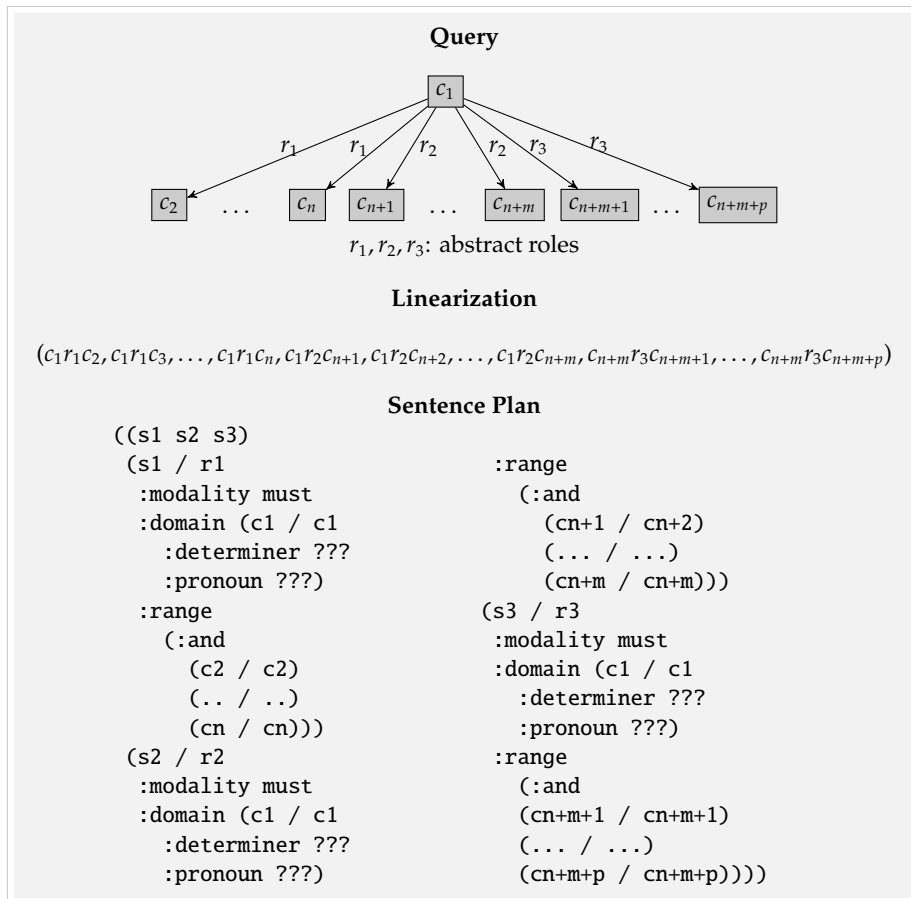 Query
c₁
r₁ r₁ r₂ r₂ r₃ r₃
c₂ ... cₙ cₙ₊₁ ... cₙ₊ₘ cₙ₊ₘ₊₁ ... cₙ₊ₘ₊ₚ
r₁, r₂, r₃: abstract roles
Linearization
(c₁r₁c₂, c₁r₁c₃, ..., c₁r₁cₙ, c₁r₂cₙ₊₁, c₁r₂cₙ₊₂, ..., c₁r₂cₙ₊ₘ, cₙ₊ₘr₃cₙ₊ₘ₊₁, ..., cₙ₊ₘr₃cₙ₊ₘ₊ₚ)
Sentence Plan
((s1 s2 s3)
(s1 / r1
:modality must
:domain (c1 / c1
:determiner ???
:pronoun ???)
:range
(:and
(c2 / c2)
(.. / ..)
(cn / cn)))
(s2 / r2
:modality must
:domain (c1 / c1
:determiner ???
:pronoun ???)
:range
(:and
(cn+1 / cn+2)
(... / ...)
(cn+m / cn+m)))
(s3 / r3
:modality must
:domain (c1 / c1
:determiner ???
:pronoun ???)
:range
(:and
(cn+m+1 / cn+m+1)
(... / ...)
(cn+m+p / cn+m+p))))